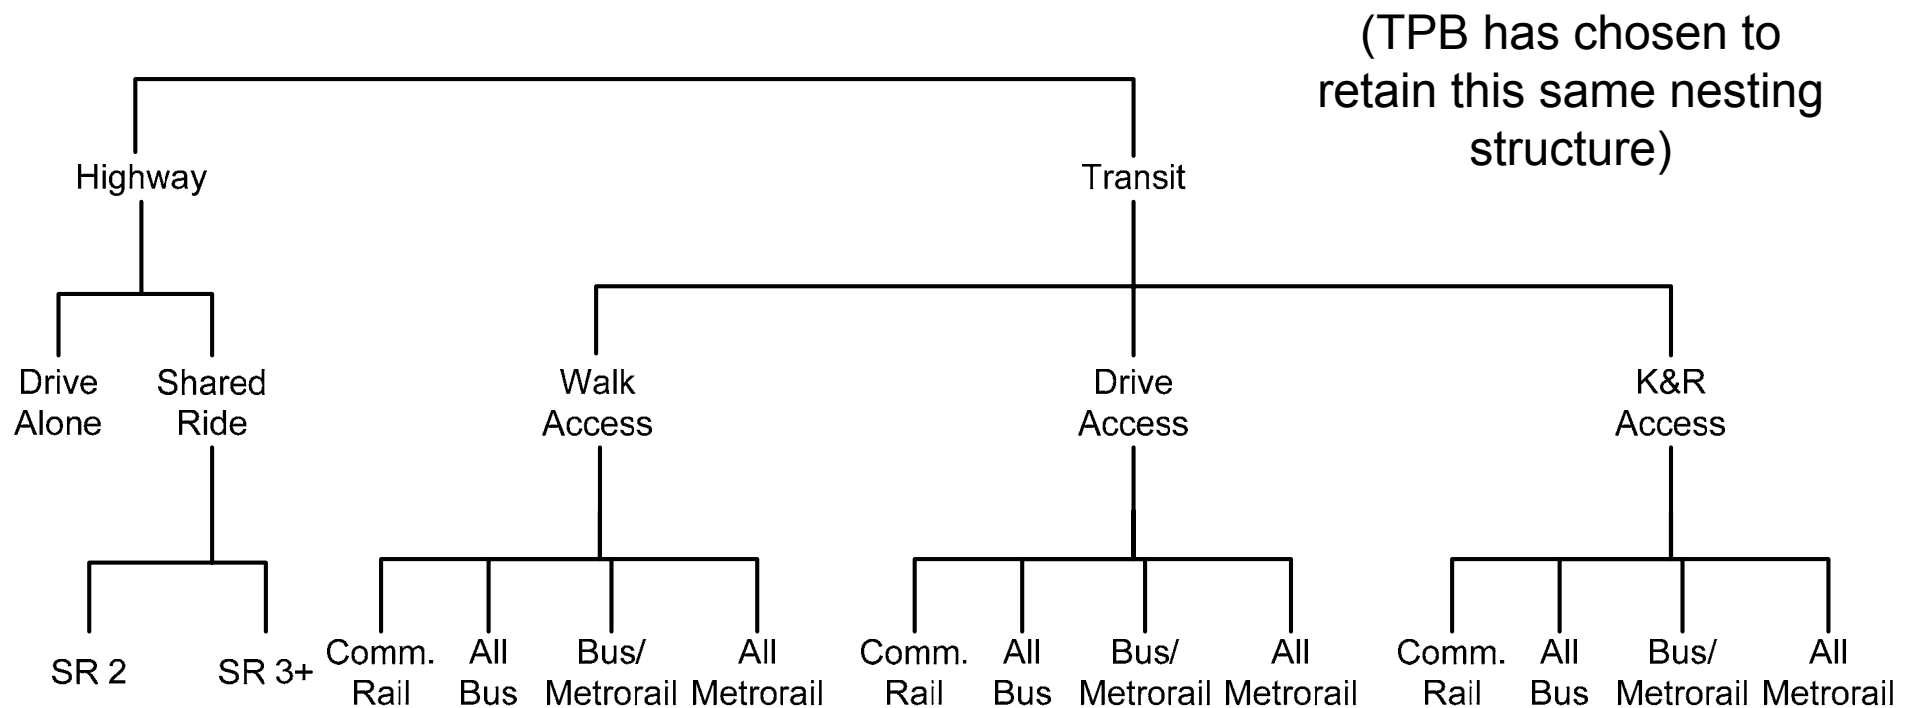 (TPB has chosen to
retain this same nesting
structure)
Highway
Transit
Drive
Alone
Shared
Ride
Walk
Access
Drive
Access
K&R
Access
SR 2
SR 3+
Comm.
Rail
All
Bus
Bus/
Metrorail
All
Metrorail
Comm.
Rail
All
Bus
Bus/
Metrorail
All
Metrorail
Comm.
Rail
All
Bus
Bus/
Metrorail
All
Metrorail